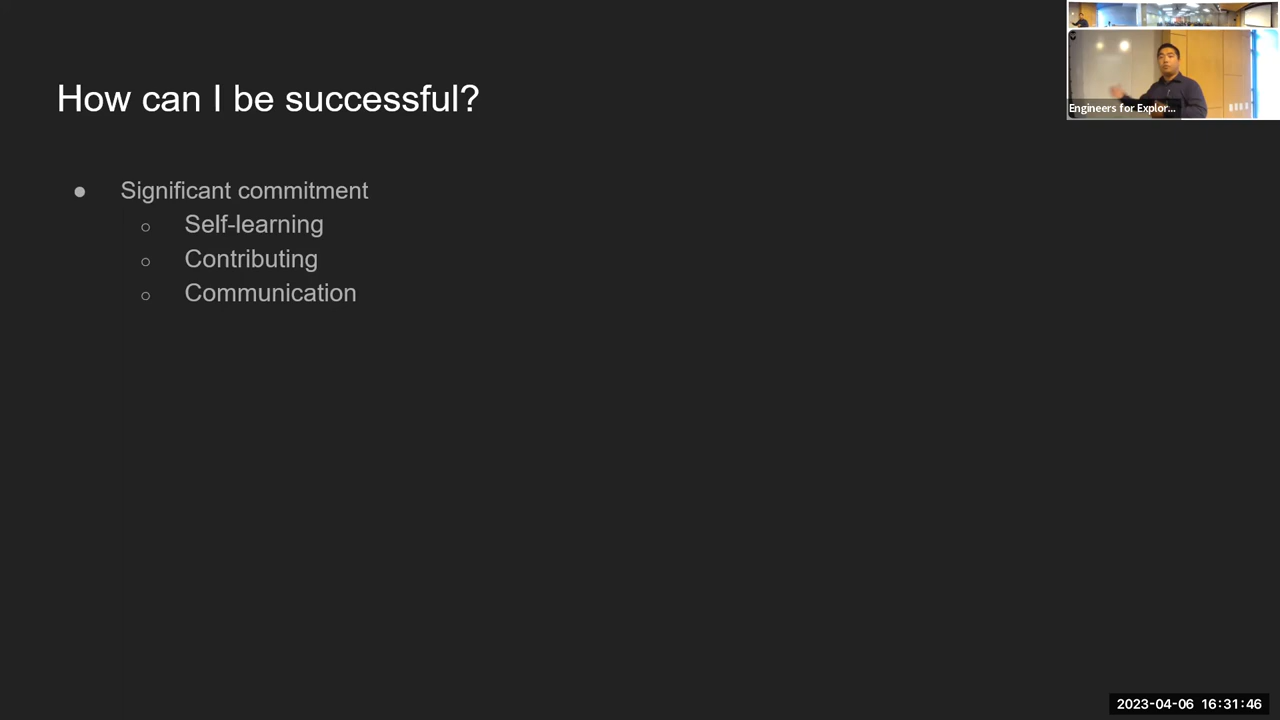 How can I be successful?
Engineers for Explor...
● Significant commitment
○ Self-learning
○ Contributing
○ Communication
2023-04-06 16:31:46